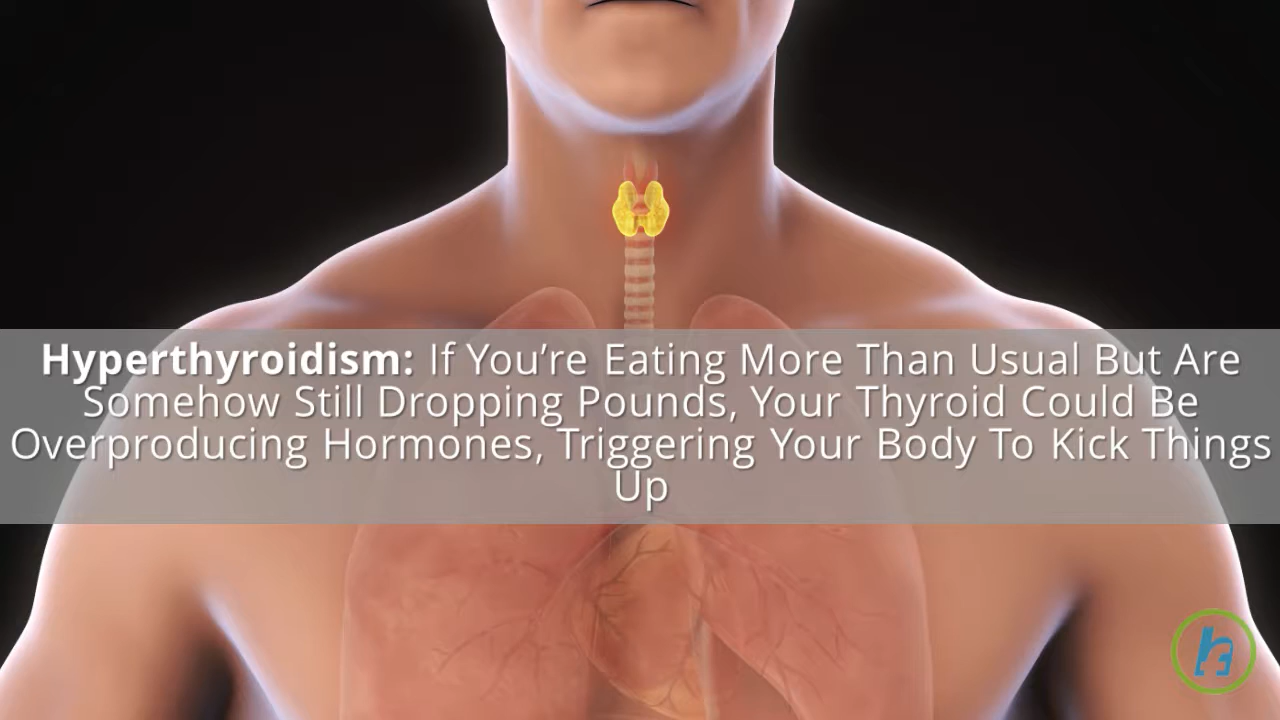 Hyperthyroidism: If You’re Eating More Than Usual But Are
Somehow Still Dropping Pounds, Your Thyroid Could Be
Overproducing Hormones, Triggering Your Body To Kick Things
Up